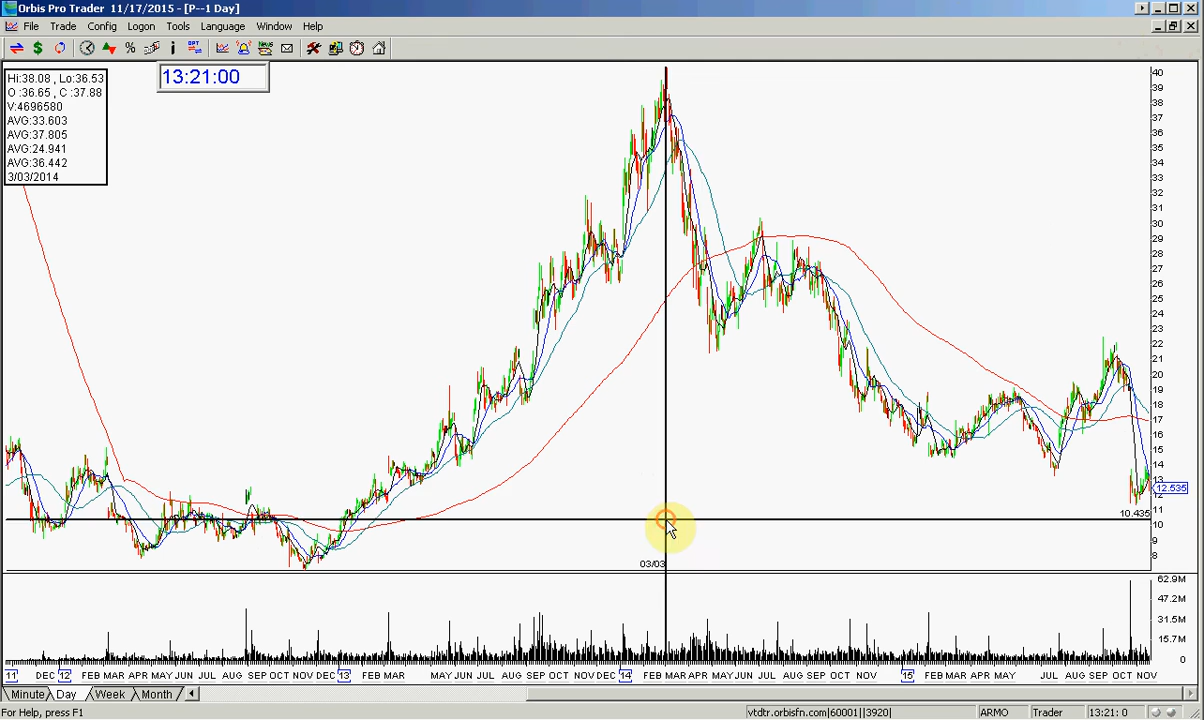 Orbis Pro Trader 11/17/2015 - [P--1 Day]
File Trade Config Logon Tools Language Window Help
13:21:00
Hi:38.08 , Lo:36.53
O :36.65 , C :37.88
V:4696580
AVG:33.603
AVG:37.805
AVG:24.941
AVG:36.442
3/03/2014
40
39
38
37
36
35
34
33
32
31
30
29
28
27
26
25
24
23
22
21
20
19
18
17
16
15
14
13
12.535
12
11
10.435
10
9
8
03/03
62.9M
47.2M
31.5M
15.7M
0
11 DEC 12 FEB MAR APR MAY JUN JUL AUG SEP OCT NOV 13 FEB MAR MAY JUN JUL AUG SEP OCT NOV DEC 14 FEB MAR APR MAY JUN JUL AUG SEP OCT NOV 15 FEB MAR APR MAY JUL AUG SEP OCT NOV
Minute Day Week Month
For Help, press F1 vtdtr.orbisfn.com|60001||3920| ARMO Trader 13:21: 0